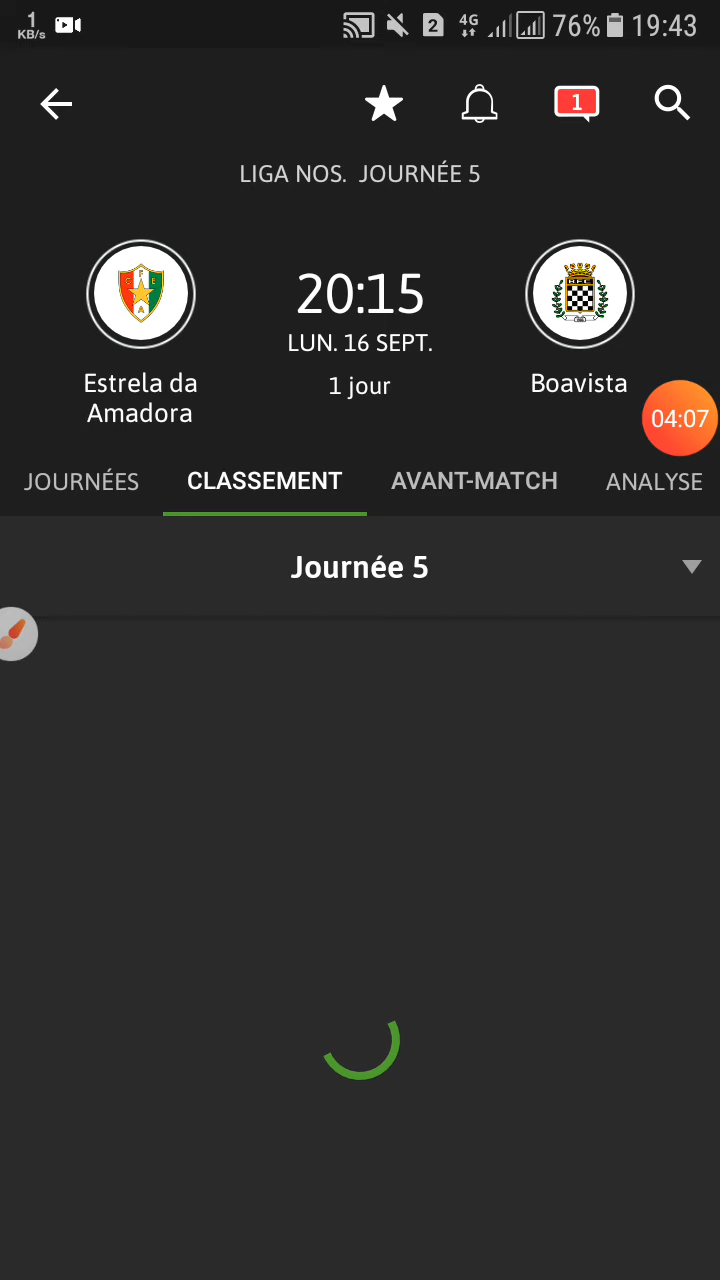 1
KB/s
2
4G
76%
19:43
1
LIGA NOS. JOURNÉE 5
20:15
LUN. 16 SEPT.
1 jour
Estrela da
Amadora
Boavista
04:07
JOURNÉES
CLASSEMENT
AVANT-MATCH
ANALYSE
Journée 5